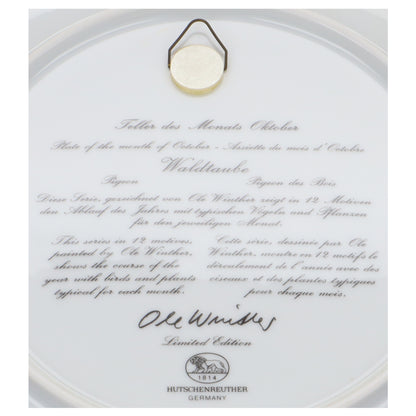 Teller des Monats Oktober
Plate of the month of October - Assiette du mois d'Octobre
Waldtaube
Pigeon Pigeon des Bois
Diese Serie, gezeichnet von Ole Winther zeigt in 12 Motiven
den Ablauf des Jahres mit typischen Vögeln und Pflanzen
für den jeweiligen Monat.
This series in 12 motives,
painted by Ole Winther,
shows the course of the
year with birds and plants
typical for each month.
Cette série, dessinée par Ole
Winther, montre en 12 motifs le
déroulement de l'année avec des
oiseaux et des plantes typiques
pour chaque mois.
Ole Winther
Limited Edition
1814
HUTSCHENREUTHER
GERMANY